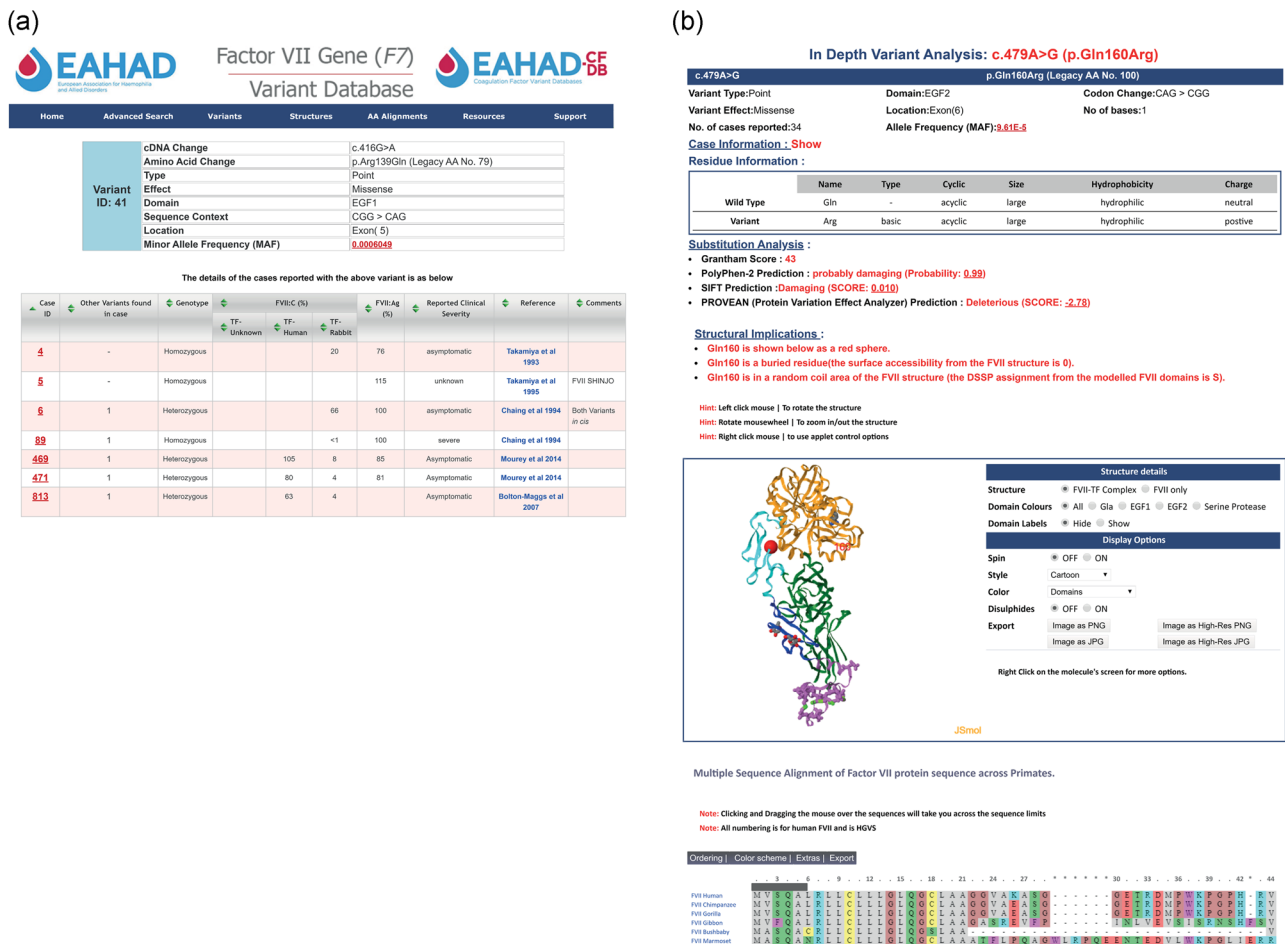 (a)
EAHAD
European Association for Haemophilia
and Allied Disorders
Factor VII Gene (F7)
Variant Database
EAHAD-CF DB
Coagulation Factor Variant Databases
Home Advanced Search Variants Structures AA Alignments Resources Support
Variant ID: 41
cDNA Change c.416G>A
Amino Acid Change p.Arg139Gln (Legacy AA No. 79)
Type Point
Effect Missense
Domain EGF1
Sequence Context CGG > CAG
Location Exon( 5)
Minor Allele Frequency (MAF) 0.0006049
The details of the cases reported with the above variant is as below
Case ID Other Variants found in case Genotype FVII:C (%) FVII:Ag (%) Reported Clinical Severity Reference Comments
TF-Unknown TF-Human TF-Rabbit
4 - Homozygous 20 76 asymptomatic Takamiya et al 1993
5 - Homozygous 115 unknown Takamiya et al 1995 FVII SHINJO
6 1 Heterozygous 66 100 asymptomatic Chaing et al 1994 Both Variants in cis
89 1 Homozygous <1 100 severe Chaing et al 1994
469 1 Heterozygous 105 8 85 Asymptomatic Mourey et al 2014
471 1 Heterozygous 80 4 81 Asymptomatic Mourey et al 2014
813 1 Heterozygous 63 4 Asymptomatic Bolton-Maggs et al 2007
(b)
In Depth Variant Analysis: c.479A>G (p.Gln160Arg)
c.479A>G p.Gln160Arg (Legacy AA No. 100)
Variant Type:Point Domain:EGF2 Codon Change:CAG > CGG
Variant Effect:Missense Location:Exon(6) No of bases:1
No. of cases reported:34 Allele Frequency (MAF):9.61E-5
Case Information : Show
Residue Information :
Name Type Cyclic Size Hydrophobicity Charge
Wild Type Gln - acyclic large hydrophilic neutral
Variant Arg basic acyclic large hydrophilic postive
Substitution Analysis :
• Grantham Score : 43
• PolyPhen-2 Prediction : probably damaging (Probability: 0.99)
• SIFT Prediction :Damaging (SCORE: 0.010)
• PROVEAN (Protein Variation Effect Analyzer) Prediction : Deleterious (SCORE: -2.78)
Structural Implications :
• Gln160 is shown below as a red sphere.
• Gln160 is a buried residue(the surface accessibility from the FVII structure is 0).
• Gln160 is in a random coil area of the FVII structure (the DSSP assignment from the modelled FVII domains is S).
Hint: Left click mouse | To rotate the structure
Hint: Rotate mousewheel | To zoom in/out the structure
Hint: Right click mouse | to use applet control options
160
JSmol
Structure details
Structure FVII-TF Complex FVII only
Domain Colours All Gla EGF1 EGF2 Serine Protease
Domain Labels Hide Show
Display Options
Spin OFF ON
Style Cartoon
Color Domains
Disulphides OFF ON
Export Image as PNG Image as High-Res PNG
Image as JPG Image as High-Res JPG
Right Click on the molecule's screen for more options.
Multiple Sequence Alignment of Factor VII protein sequence across Primates.
Note: Clicking and Dragging the mouse over the sequences will take you across the sequence limits
Note: All numbering is for human FVII and is HGVS
Ordering | Color scheme | Extras | Export
. . 3 . . 6 . . 9 . . 12 . . 15 . . 18 . . 21 . . 24 . . 27 . . * * * * * * 30 . . 33 . . 36 . . 39 . . 42 * . 44
FVII Human M V S Q A L R L L C L L L G L Q G C L A A G G V A K A S G - - - - - - G E T R D M P W K P G P H - R V
FVII Chimpanzee M V S Q A L R L L C L L L G L Q G C L A A G G V A E A S G - - - - - - G E T R D M P W K P G P H - R V
FVII Gorilla M V S Q A L R L L C L L L G L Q G C L A A G G V A E A S G - - - - - - G E T R D M P W K P G P H - R V
FVII Gibbon M V F Q A L R L L C L L L G L Q G C L A A G A S R E V F P - - - - - - I N L V E V S I S R N S H F S V
FVII Bushbaby M A S Q A C R L L C L L L G L Q G S L A A
FVII Marmoset